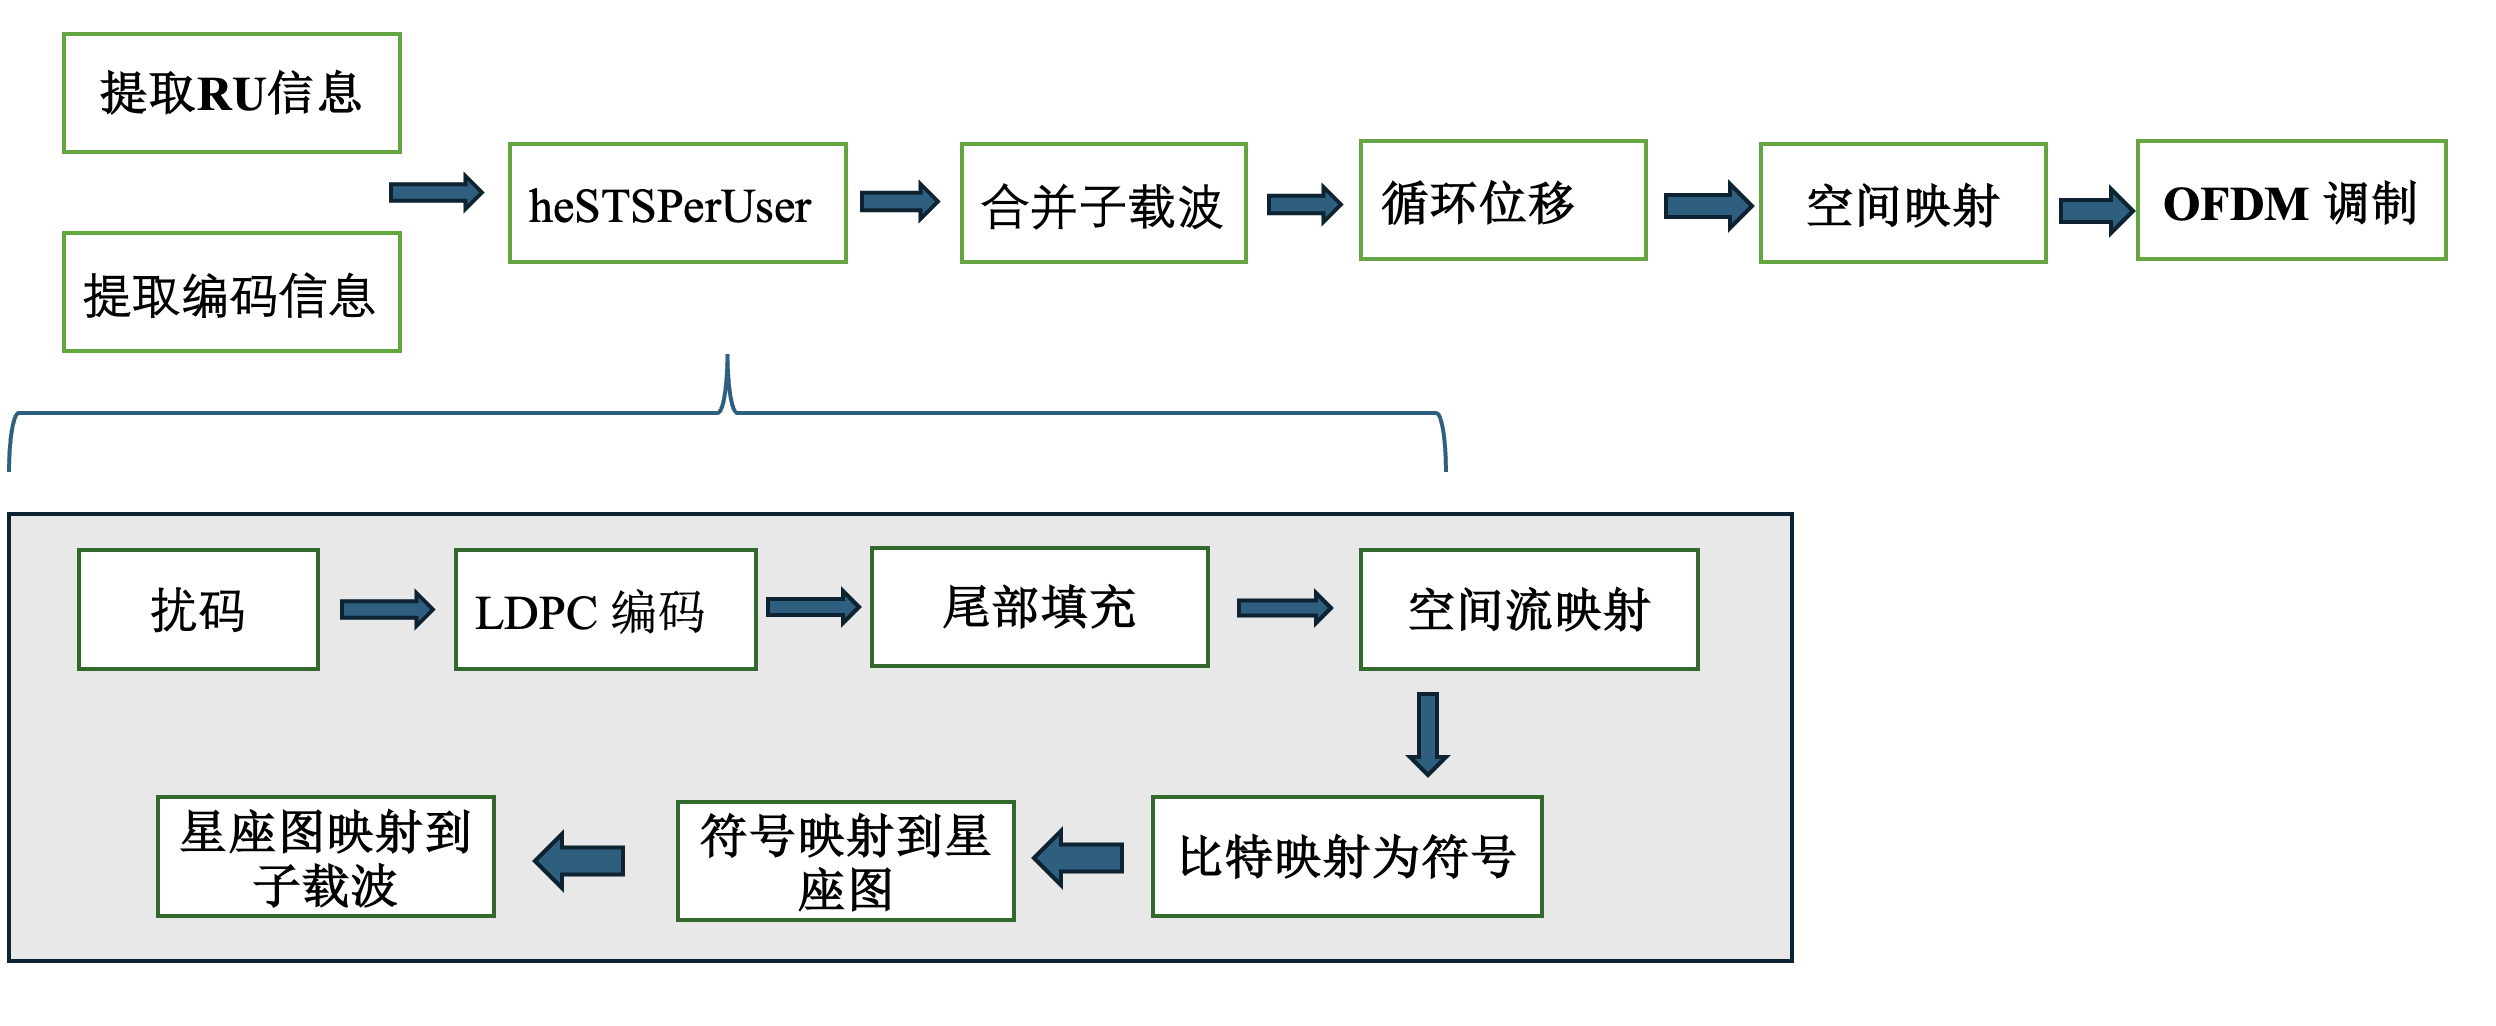 提取RU信息
提取编码信息
heSTSPerUser
合并子载波
循环位移
空间映射
OFDM 调制
扰码
LDPC 编码
尾部填充
空间流映射
比特映射为符号
符号映射到星
座图
星座图映射到
子载波